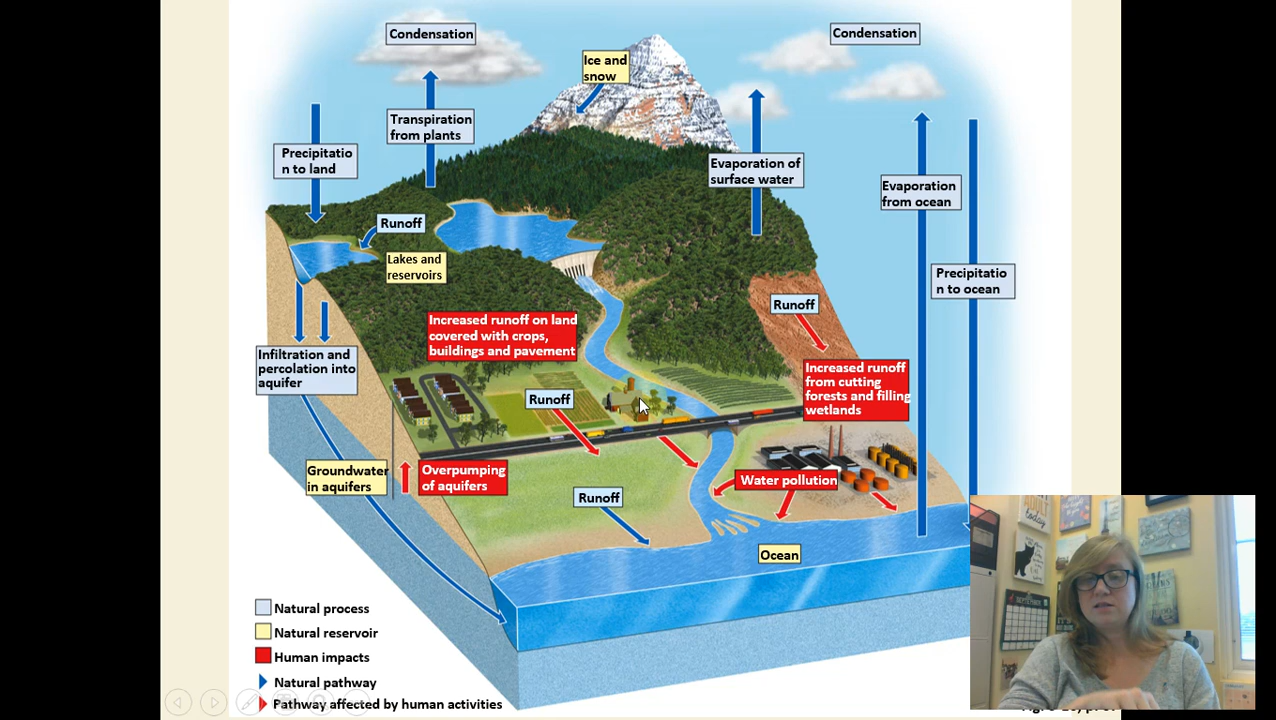 Condensation
Condensation
Ice and
snow
Transpiration
from plants
Precipitatio
n to land
Evaporation of
surface water
Evaporation
from ocean
Runoff
Lakes and
reservoirs
Precipitatio
n to ocean
Runoff
Increased runoff on land
covered with crops,
buildings and pavement
Infiltration and
percolation into
aquifer
Increased runoff
from cutting
forests and filling
wetlands
Runoff
Groundwater
in aquifers
Overpumping
of aquifers
Water pollution
Runoff
Ocean
SEPTEMBER
Natural process
Natural reservoir
Human impacts
Natural pathway
Pathway affected by human activities